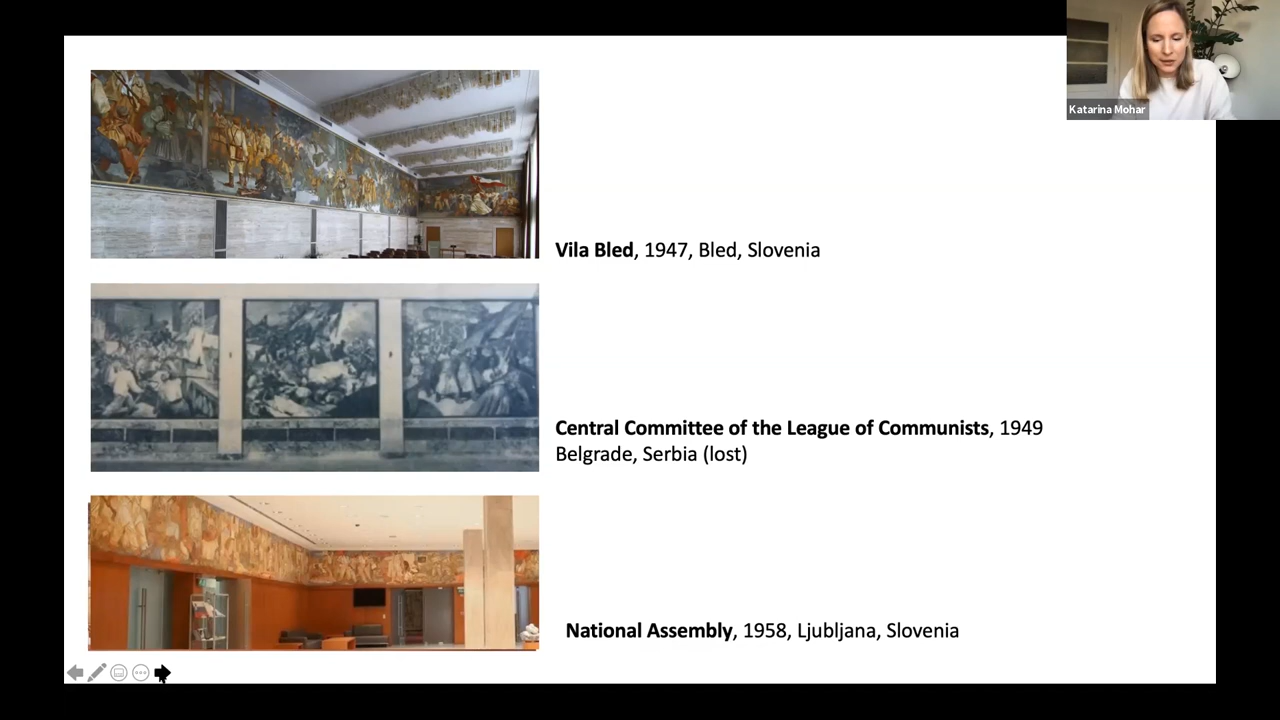 Katarina Mohar
Vila Bled, 1947, Bled, Slovenia
Central Committee of the League of Communists, 1949
Belgrade, Serbia (lost)
National Assembly, 1958, Ljubljana, Slovenia